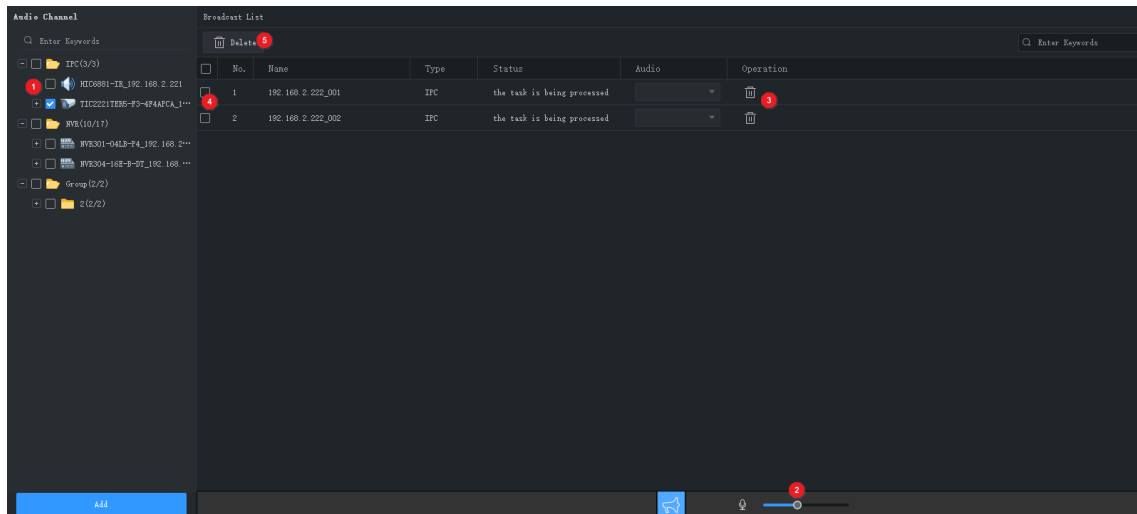 Audio Channel
Broadcast List
Enter Keywords
Delete 5
Enter Keywords
IPC(3/3)
No. Name Type Status Audio Operation
1
HIC6881-IR_192.168.2.221
1 192.168.2.222_001 IPC the task is being processed
3
4
TIC2221TER5-F3-4F4APCA_1···
2 192.168.2.222_002 IPC the task is being processed
NVR(10/17)
NVR301-04LB-P4_192.168.2···
NVR304-16E-B-DT_192.168.···
Group(2/2)
2(2/2)
2
Add